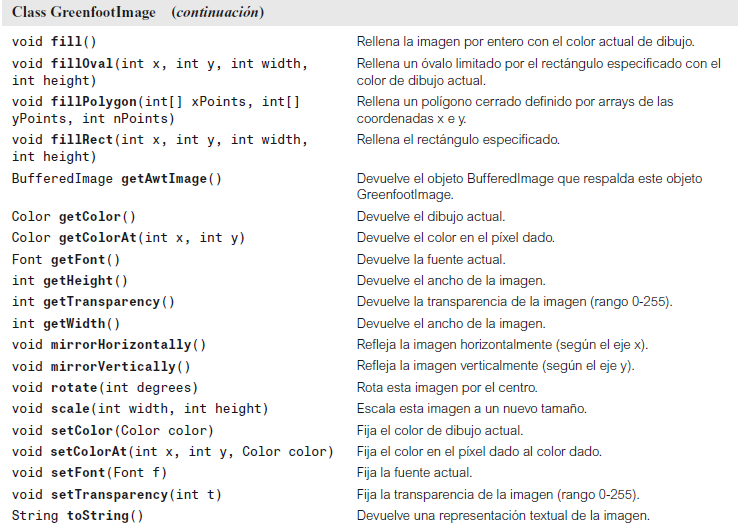 Class GreenfootImage (continuación)
void fill() Rellena la imagen por entero con el color actual de dibujo.
void fillOval(int x, int y, int width, Rellena un óvalo limitado por el rectángulo especificado con el
int height) color de dibujo actual.
void fillPolygon(int[] xPoints, int[] Rellena un polígono cerrado definido por arrays de las
yPoints, int nPoints) coordenadas x e y.
void fillRect(int x, int y, int width, Rellena el rectángulo especificado.
int height)
BufferedImage getAwtImage() Devuelve el objeto BufferedImage que respalda este objeto
GreenfootImage.
Color getColor() Devuelve el dibujo actual.
Color getColorAt(int x, int y) Devuelve el color en el píxel dado.
Font getFont() Devuelve la fuente actual.
int getHeight() Devuelve el ancho de la imagen.
int getTransparency() Devuelve la transparencia de la imagen (rango 0-255).
int getWidth() Devuelve el ancho de la imagen.
void mirrorHorizontally() Refleja la imagen horizontalmente (según el eje x).
void mirrorVertically() Refleja la imagen verticalmente (según el eje y).
void rotate(int degrees) Rota esta imagen por el centro.
void scale(int width, int height) Escala esta imagen a un nuevo tamaño.
void setColor(Color color) Fija el color de dibujo actual.
void setColorAt(int x, int y, Color color) Fija el color en el píxel dado al color dado.
void setFont(Font f) Fija la fuente actual.
void setTransparency(int t) Fija la transparencia de la imagen (rango 0-255).
String toString() Devuelve una representación textual de la imagen.